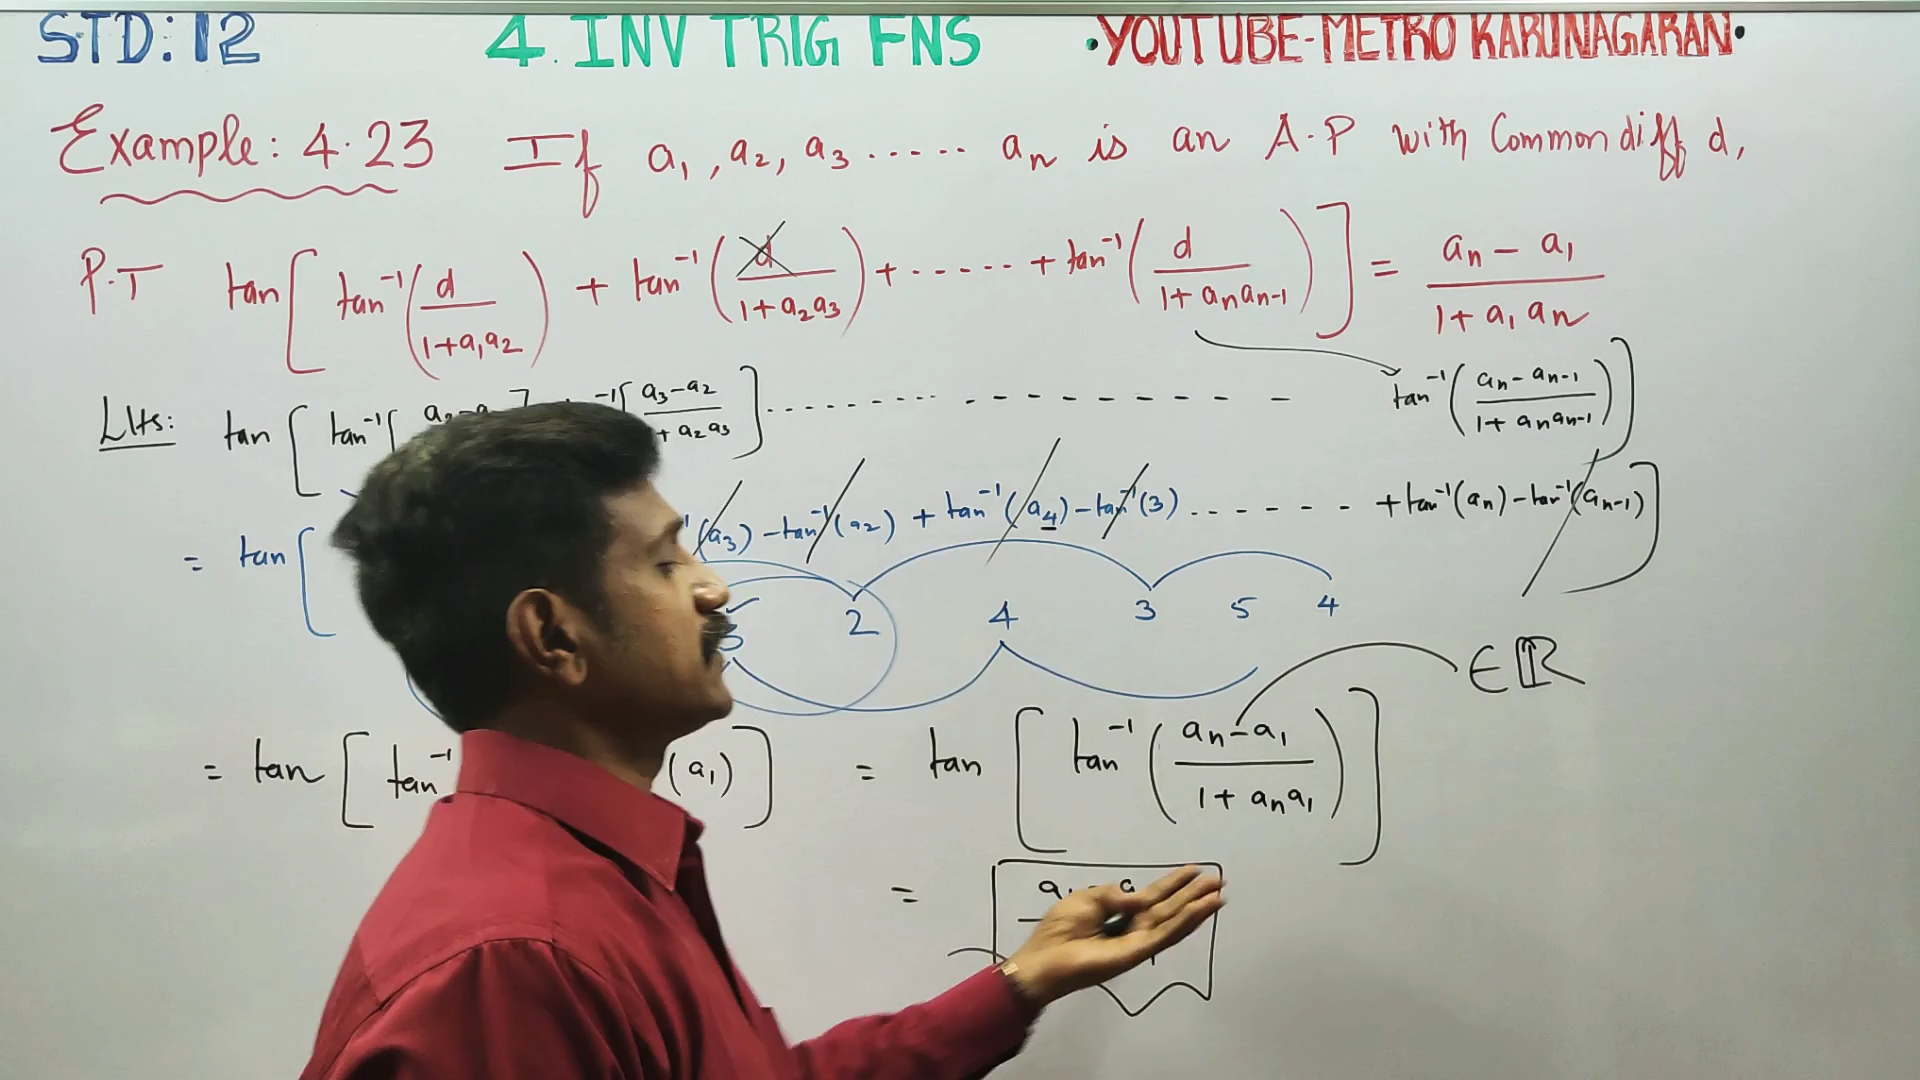 STD: 12 4. INV TRIG FNS •YOUTUBE-METRO KARUNAGARAN•
Example: 4.23 If a₁, a₂, a₃ ..... aₙ is an A.P with Common diff d,
P.T tan[tan⁻¹(d/(1+a₁a₂)) + tan⁻¹(d/(1+a₂a₃)) + ..... + tan⁻¹(d/(1+aₙaₙ₋₁))] = (aₙ - a₁)/(1+a₁aₙ)
LHS: tan[tan⁻¹[ a₂-a ⁻¹[(a₃-a₂)/(+a₂a₃)] ........ - - - - - - - - tan⁻¹((aₙ-aₙ₋₁)/(1+aₙaₙ₋₁))]
= tan[ ⁻¹(a₃) - tan⁻¹(a₂) + tan⁻¹(a₄) - tan⁻¹(3) ...... + tan⁻¹(aₙ) - tan⁻¹(aₙ₋₁)]
3 2 4 3 5 4
∈ ℝ
= tan[tan⁻¹ (a₁)] = tan[tan⁻¹((aₙ-a₁)/(1+aₙa₁))]
=